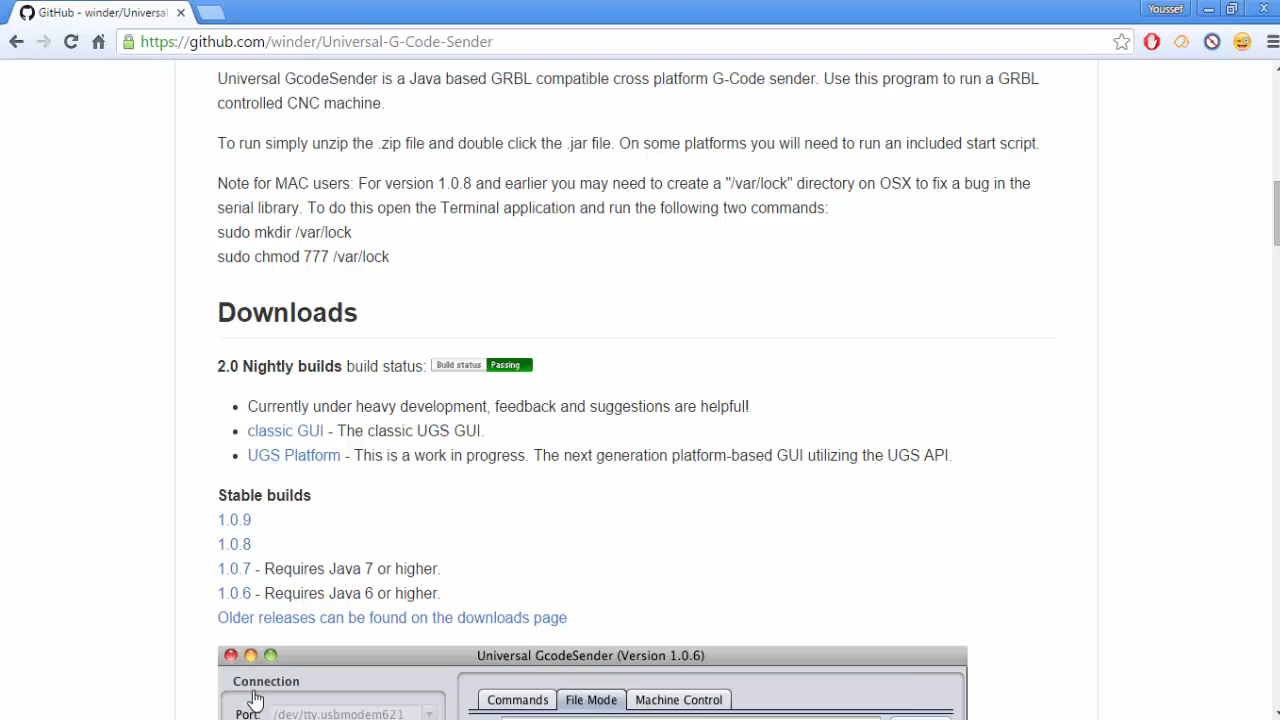 GitHub - winder/Universal
Youssef
https://github.com/winder/Universal-G-Code-Sender
Universal GcodeSender is a Java based GRBL compatible cross platform G-Code sender. Use this program to run a GRBL
controlled CNC machine.
To run simply unzip the .zip file and double click the .jar file. On some platforms you will need to run an included start script.
Note for MAC users: For version 1.0.8 and earlier you may need to create a "/var/lock" directory on OSX to fix a bug in the
serial library. To do this open the Terminal application and run the following two commands:
sudo mkdir /var/lock
sudo chmod 777 /var/lock
Downloads
2.0 Nightly builds build status: Build status Passing
• Currently under heavy development, feedback and suggestions are helpful!
• classic GUI - The classic UGS GUI.
• UGS Platform - This is a work in progress. The next generation platform-based GUI utilizing the UGS API.
Stable builds
1.0.9
1.0.8
1.0.7 - Requires Java 7 or higher.
1.0.6 - Requires Java 6 or higher.
Older releases can be found on the downloads page
Universal GcodeSender (Version 1.0.6)
Connection
Commands File Mode Machine Control
Port: /dev/tty.usbmodem621